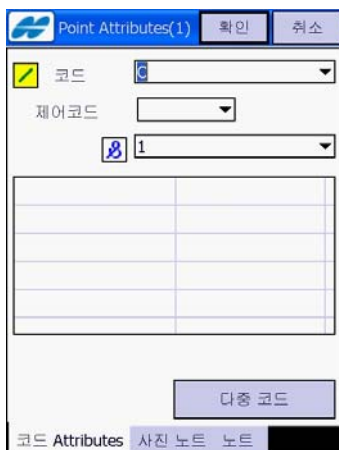 Point Attributes(1) 확인 취소
코드 C
제어코드
1
다중 코드
코드 Attributes 사진 노트 노트